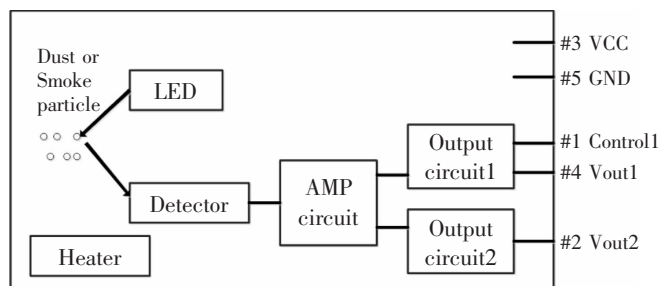 Dust or
Smoke
particle
LED
Detector
Heater
AMP
circuit
Output
circuit1
Output
circuit2
#3 VCC
#5 GND
#1 Control1
#4 Vout1
#2 Vout2